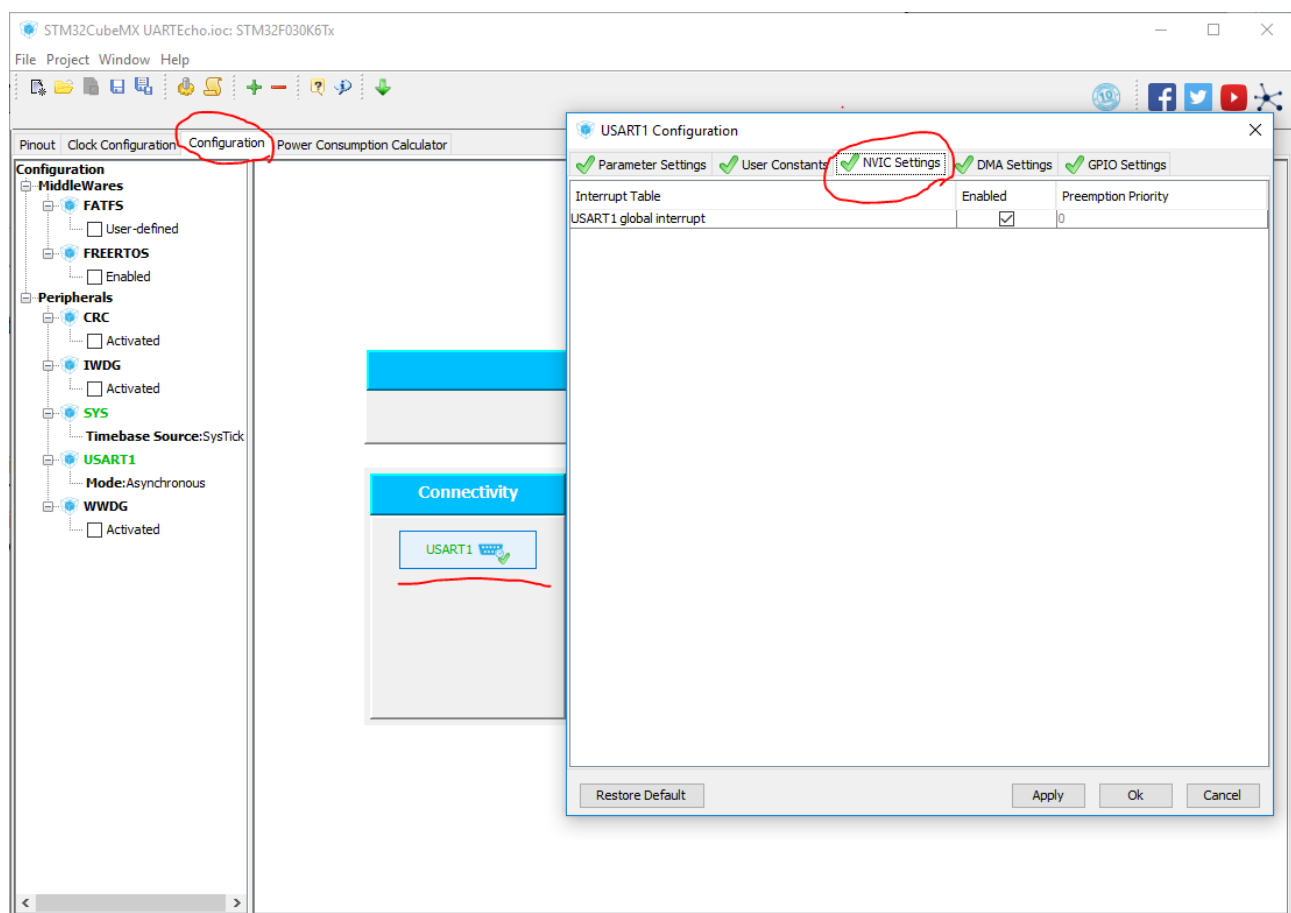 STM32CubeMX UARTEcho.ioc: STM32F030K6Tx
File Project Window Help
10
Pinout Clock Configuration Configuration Power Consumption Calculator
Configuration
MiddleWares
FATFS
User-defined
FREERTOS
Enabled
Peripherals
CRC
Activated
IWDG
Activated
SYS
Timebase Source:SysTick
USART1
Mode:Asynchronous
WWDG
Activated
Connectivity
USART1
USART1 Configuration
Parameter Settings User Constants NVIC Settings DMA Settings GPIO Settings
Interrupt Table Enabled Preemption Priority
USART1 global interrupt 0
Restore Default Apply Ok Cancel